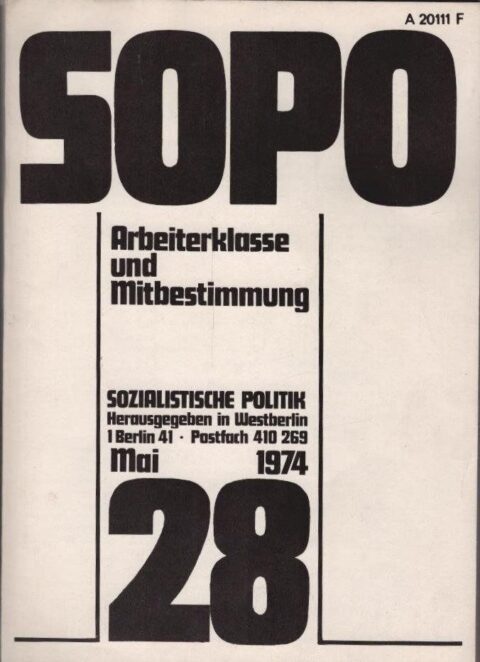 A 20111 F
SOPO
Arbeiterklasse
und
Mitbestimmung
SOZIALISTISCHE POLITIK
Herausgegeben in Westberlin
1 Berlin 41 · Postfach 410 269
Mai 1974
28